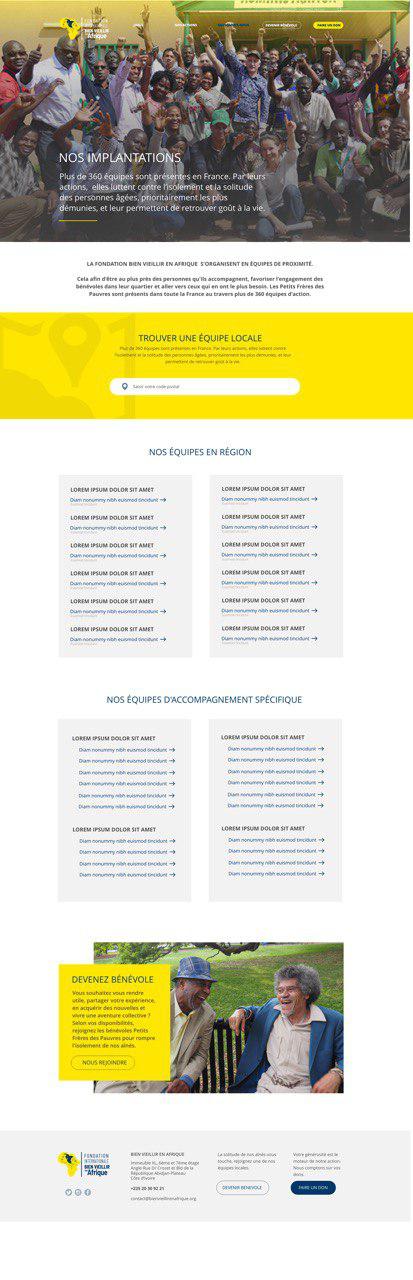 ADMINISTRATION
FONDATION
INTERNATIONALE
BIEN VIEILLIR
en Afrique
DEVENIR BÉNÉVOLE
FAIRE UN DON
NOS IMPLANTATIONS
Plus de 360 équipes sont présentes en France. Par leurs
actions, elles luttent contre l'isolement et la solitude
des personnes âgées, prioritairement les plus
démunies, et leur permettent de retrouver goût à la vie.
LA FONDATION BIEN VIEILLIR EN AFRIQUE S'ORGANISENT EN ÉQUIPES DE PROXIMITÉ.
Cela afin d'être au plus près des personnes qu'ils accompagnent, favoriser l'engagement des
bénévoles dans leur quartier et aller vers ceux qui en ont le plus besoin. Les Petits Frères des
Pauvres sont présents dans toute la France au travers plus de 360 équipes d'action.
TROUVER UNE ÉQUIPE LOCALE
Plus de 360 équipes sont présentes en France. Par leurs actions, elles luttent contre
l'isolement et la solitude des personnes âgées, prioritairement les plus démunies, et leur
permettent de retrouver goût à la vie.
Saisir votre code postal
NOS ÉQUIPES EN RÉGION
LOREM IPSUM DOLOR SIT AMET
Diam nonummy nibh euismod tincidunt
LOREM IPSUM DOLOR SIT AMET
Diam nonummy nibh euismod tincidunt
LOREM IPSUM DOLOR SIT AMET
Diam nonummy nibh euismod tincidunt
LOREM IPSUM DOLOR SIT AMET
Diam nonummy nibh euismod tincidunt
LOREM IPSUM DOLOR SIT AMET
Diam nonummy nibh euismod tincidunt
LOREM IPSUM DOLOR SIT AMET
Diam nonummy nibh euismod tincidunt
LOREM IPSUM DOLOR SIT AMET
Diam nonummy nibh euismod tincidunt
LOREM IPSUM DOLOR SIT AMET
Diam nonummy nibh euismod tincidunt
LOREM IPSUM DOLOR SIT AMET
Diam nonummy nibh euismod tincidunt
LOREM IPSUM DOLOR SIT AMET
Diam nonummy nibh euismod tincidunt
LOREM IPSUM DOLOR SIT AMET
Diam nonummy nibh euismod tincidunt
LOREM IPSUM DOLOR SIT AMET
Diam nonummy nibh euismod tincidunt
NOS ÉQUIPES D'ACCOMPAGNEMENT SPÉCIFIQUE
LOREM IPSUM DOLOR SIT AMET
Diam nonummy nibh euismod tincidunt
Diam nonummy nibh euismod tincidunt
Diam nonummy nibh euismod tincidunt
Diam nonummy nibh euismod tincidunt
Diam nonummy nibh euismod tincidunt
Diam nonummy nibh euismod tincidunt
LOREM IPSUM DOLOR SIT AMET
Diam nonummy nibh euismod tincidunt
Diam nonummy nibh euismod tincidunt
Diam nonummy nibh euismod tincidunt
Diam nonummy nibh euismod tincidunt
LOREM IPSUM DOLOR SIT AMET
Diam nonummy nibh euismod tincidunt
Diam nonummy nibh euismod tincidunt
Diam nonummy nibh euismod tincidunt
Diam nonummy nibh euismod tincidunt
Diam nonummy nibh euismod tincidunt
Diam nonummy nibh euismod tincidunt
LOREM IPSUM DOLOR SIT AMET
Diam nonummy nibh euismod tincidunt
Diam nonummy nibh euismod tincidunt
Diam nonummy nibh euismod tincidunt
Diam nonummy nibh euismod tincidunt
DEVENEZ BÉNÉVOLE
Vous souhaitez vous rendre
utile, partager votre expérience,
en acquérir des nouvelles et
vivre une aventure collective ?
Selon vos disponibilités,
rejoignez les bénévoles Petits
Frères des Pauvres pour rompre
l'isolement de nos aînés.
NOUS REJOINDRE
FONDATION
INTERNATIONALE
BIEN VIEILLIR
en Afrique
BIEN VIEILLIR EN AFRIQUE
Immeuble XL, 6ème et 7ème étage
Angle Rue Dr Crozet et Bd de la
République Abidjan-Plateau
Côte d'Ivoire
+225 20 30 92 21
contact@bienvieillirenafrique.org
La solitude de nos aînés vous
touche, rejoignez une de nos
équipes locales.
DEVENIR BENEVOLE
Votre générosité est le
moteur de notre action.
Nous comptons sur vos
dons.
FAIRE UN DON